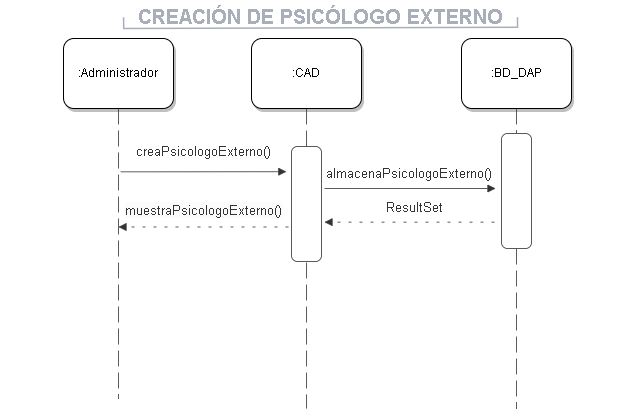 CREACIÓN DE PSICÓLOGO EXTERNO
:Administrador
:CAD
:BD_DAP
creaPsicologoExterno()
almacenaPsicologoExterno()
muestraPsicologoExterno()
ResultSet